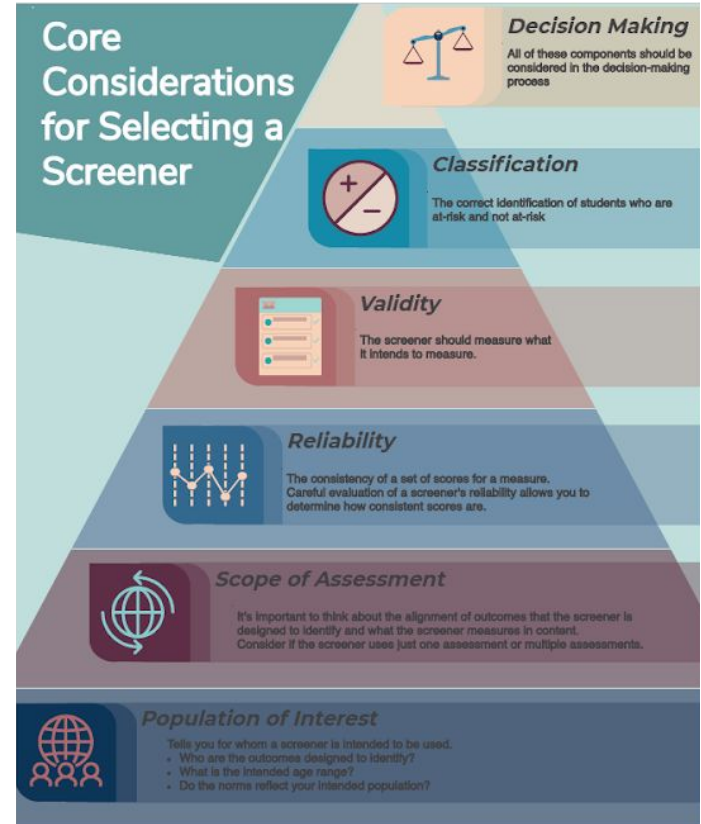 Core
Considerations
for Selecting a
Screener
Decision Making
All of these components should be
considered in the decision-making
process
Classification
The correct identification of students who are
at-risk and not at-risk
Validity
The screener should measure what
it intends to measure.
Reliability
The consistency of a set of scores for a measure.
Careful evaluation of a screener's reliability allows you to
determine how consistent scores are.
Scope of Assessment
It's important to think about the alignment of outcomes that the screener is
designed to identify and what the screener measures in content.
Consider if the screener uses just one assessment or multiple assessments.
Population of Interest
Tells you for whom a screener is intended to be used.
• Who are the outcomes designed to identify?
• What is the intended age range?
• Do the norms reflect your intended population?